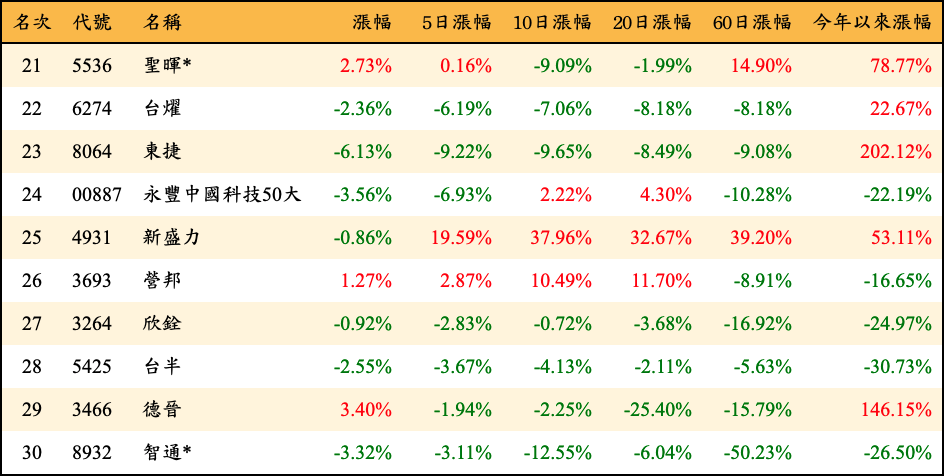 名次 代號 名稱 漲幅 5日漲幅 10日漲幅 20日漲幅 60日漲幅 今年以來漲幅
21 5536 聖暉* 2.73% 0.16% -9.09% -1.99% 14.90% 78.77%
22 6274 台燿 -2.36% -6.19% -7.06% -8.18% -8.18% 22.67%
23 8064 東捷 -6.13% -9.22% -9.65% -8.49% -9.08% 202.12%
24 00887 永豐中國科技50大 -3.56% -6.93% 2.22% 4.30% -10.28% -22.19%
25 4931 新盛力 -0.86% 19.59% 37.96% 32.67% 39.20% 53.11%
26 3693 營邦 1.27% 2.87% 10.49% 11.70% -8.91% -16.65%
27 3264 欣銓 -0.92% -2.83% -0.72% -3.68% -16.92% -24.97%
28 5425 台半 -2.55% -3.67% -4.13% -2.11% -5.63% -30.73%
29 3466 德晉 3.40% -1.94% -2.25% -25.40% -15.79% 146.15%
30 8932 智通* -3.32% -3.11% -12.55% -6.04% -50.23% -26.50%